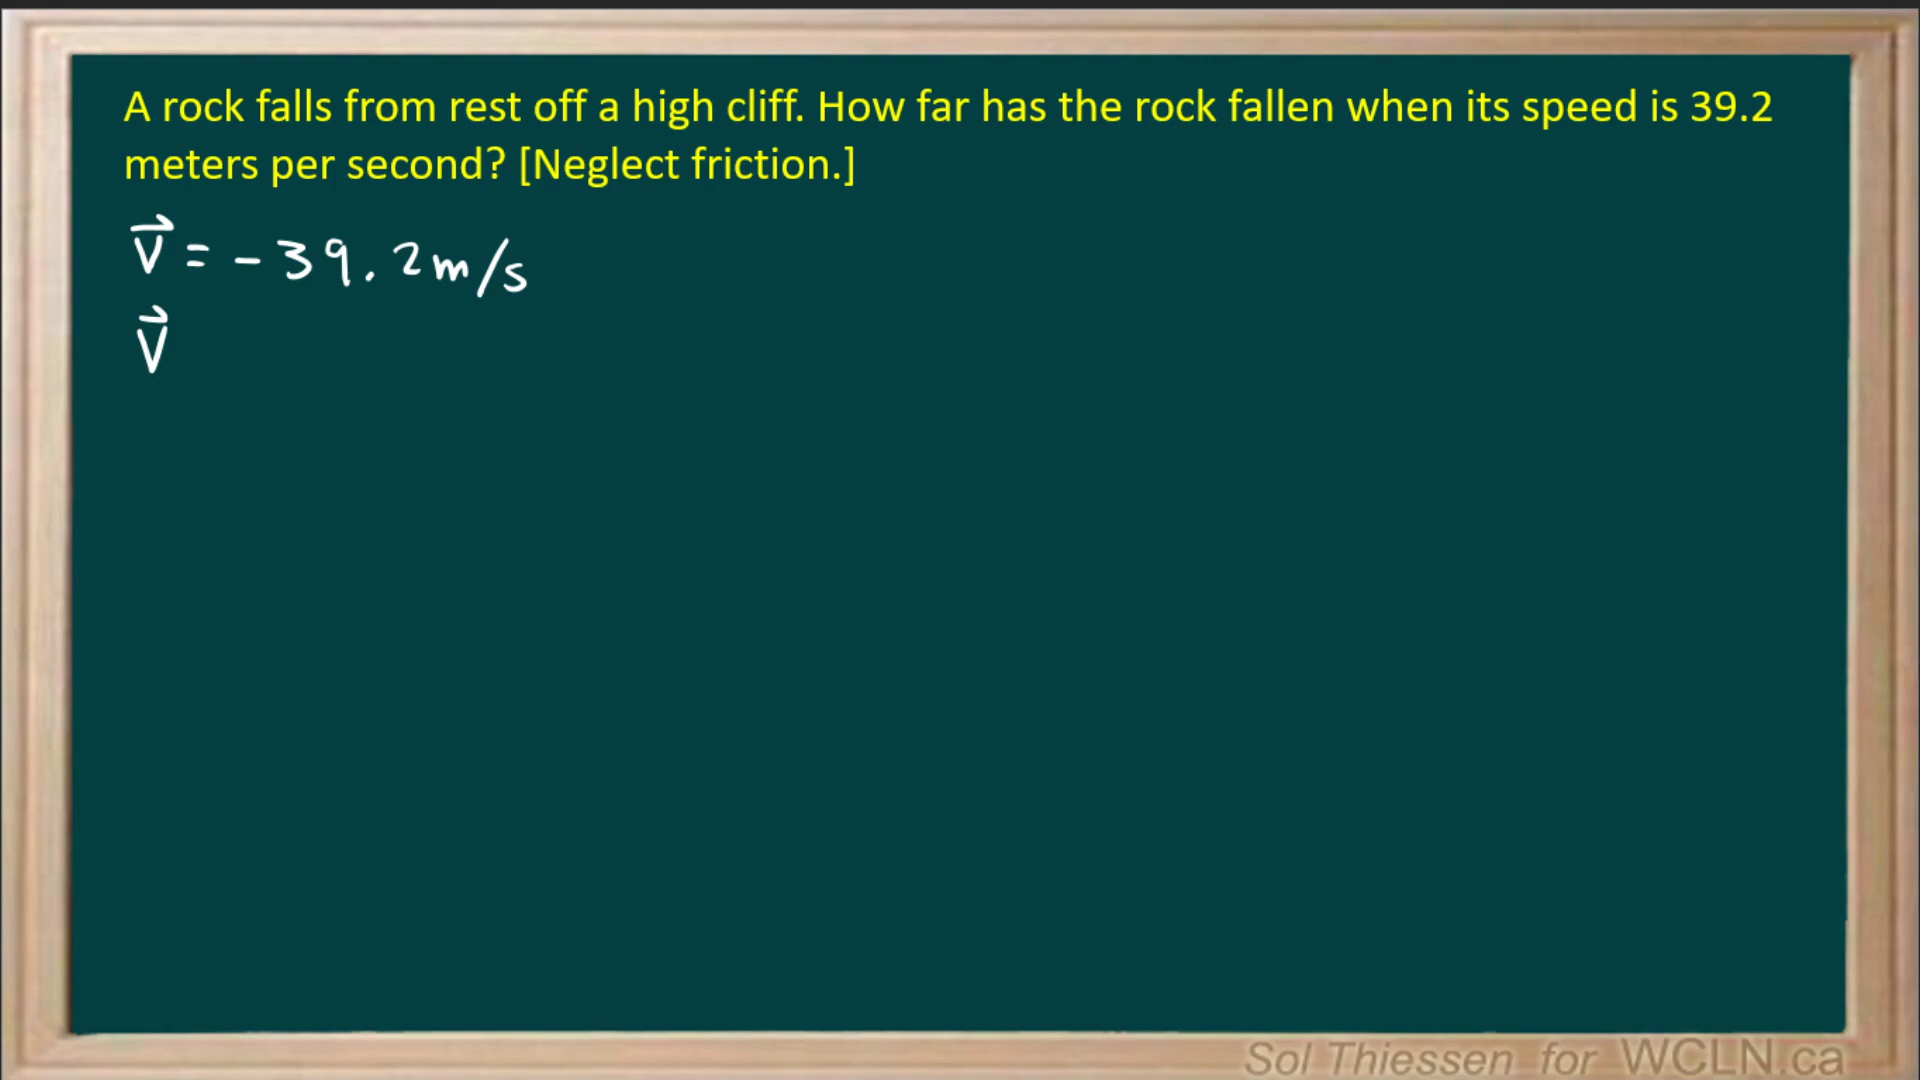 A rock falls from rest off a high cliff. How far has the rock fallen when its speed is 39.2
meters per second? [Neglect friction.]
v⃗ = - 39.2 m/s
v⃗
Sol Thiessen for WCLN.ca